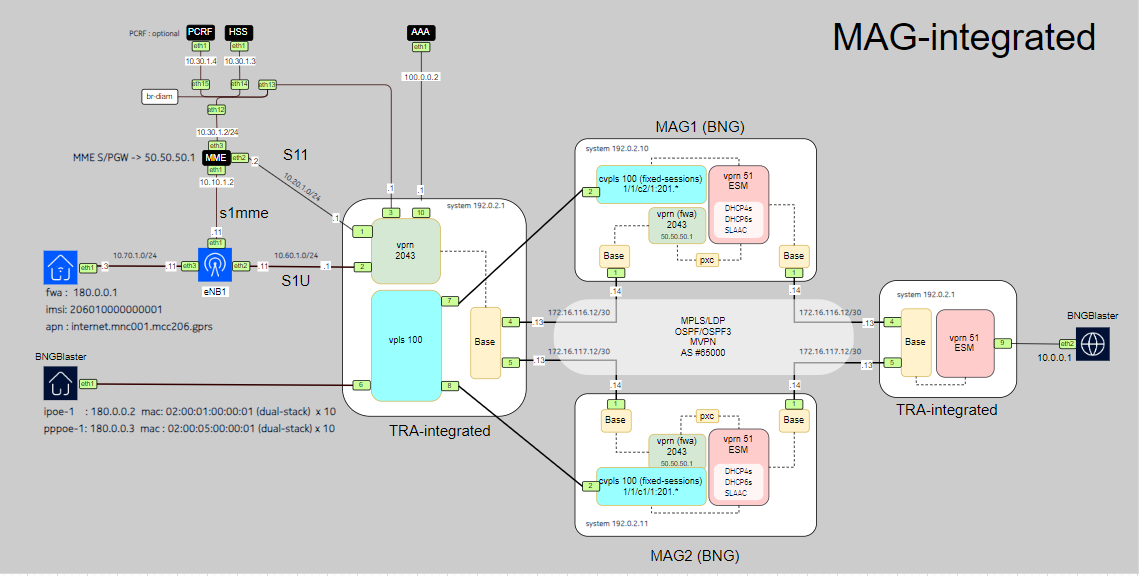 MAG-integrated
PCRF : optional
PCRF
HSS
AAA
eth1
eth1
eth1
10.30.1.4
10.30.1.3
100.0.0.2
eth15
eth14
eth13
br-diam
eth12
10.30.1.2/24
eth3
MME S/PGW -> 50.50.50.1
MME
eth2
.2
S11
eth1
10.10.1.2
10.20.1.0/24
s1mme
.1
.1
.1
.11
eth1
system 192.0.2.1
3
10
1
2
vprn
2043
10.70.1.0/24
eth1
.3
.11
eth3
eth2
.11
10.60.1.0/24
.1
S1U
eNB1
fwa : 180.0.0.1
imsi: 206010000000001
apn : internet.mnc001.mcc206.gprs
BNGBlaster
eth1
6
ipoe-1 : 180.0.0.2 mac: 02:00:01:00:00:01 (dual-stack) x 10
pppoe-1: 180.0.0.3 mac : 02:00:05:00:00:01 (dual-stack) x 10
vpls 100
7
8
Base
4
5
.13
.13
TRA-integrated
MAG1 (BNG)
system 192.0.2.10
2
cvpls 100 (fixed-sessions)
1/1/c2/1:201.*
vprn 51
ESM
DHCP4s
DHCP6s
SLAAC
vprn (fwa)
2043
50.50.50.1
pxc
Base
1
.14
Base
1
.14
172.16.116.12/30
172.16.116.12/30
172.16.117.12/30
172.16.117.12/30
MPLS/LDP
OSPF/OSPF3
MVPN
AS #65000
.14
1
Base
.14
1
Base
pxc
vprn (fwa)
2043
50.50.50.1
vprn 51
ESM
DHCP4s
DHCP6s
SLAAC
2
cvpls 100 (fixed-sessions)
1/1/c1/1:201.*
system 192.0.2.11
MAG2 (BNG)
system 192.0.2.1
.13
4
.13
5
Base
vprn 51
ESM
9
TRA-integrated
BNGBlaster
eth2
10.0.0.1